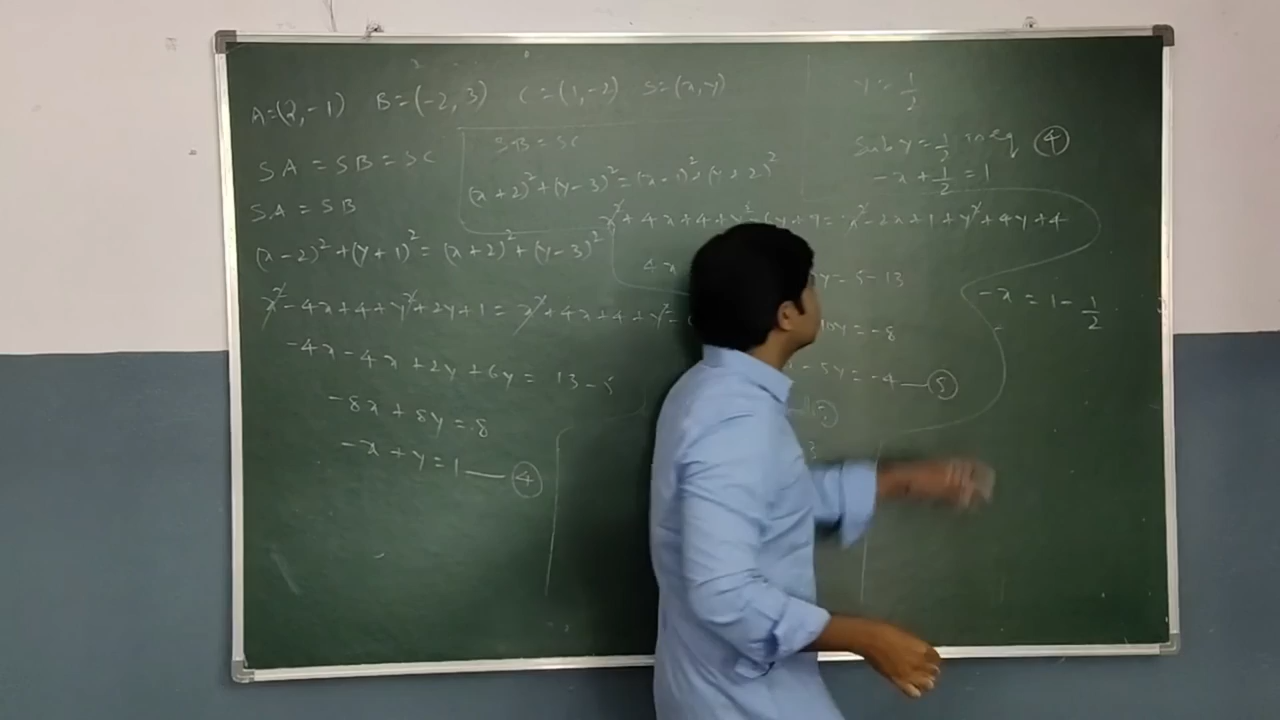 A=(2,-1) B=(-2,3) C=(1,-2) S=(x,y)
SA = SB = SC
SA = SB
(x-2)²+(y+1)²=(x+2)²+(y-3)²
x²-4x+4+y²+2y+1=x²+4x+4+y²-
-4x-4x+2y+6y=13-5
-8x+8y=8
-x+y=1 — ④
SB=SC
(x+2)²+(y-3)²=(x-1)²+(y+2)²
x²+4x+4+y²-6y+9=x²-2x+1+y²+4y+4
4x y=5-13
10y=-8
-5y=-4 — ⑤
y=1/2
Sub y=1/2 in eq ④
-x+1/2=1
-x=1-1/2